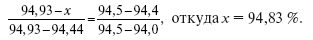 94,93 – x / 94,93 – 94,44 = 94,5 – 94,4 / 94,5 – 94,0, откуда x = 94,83 %.